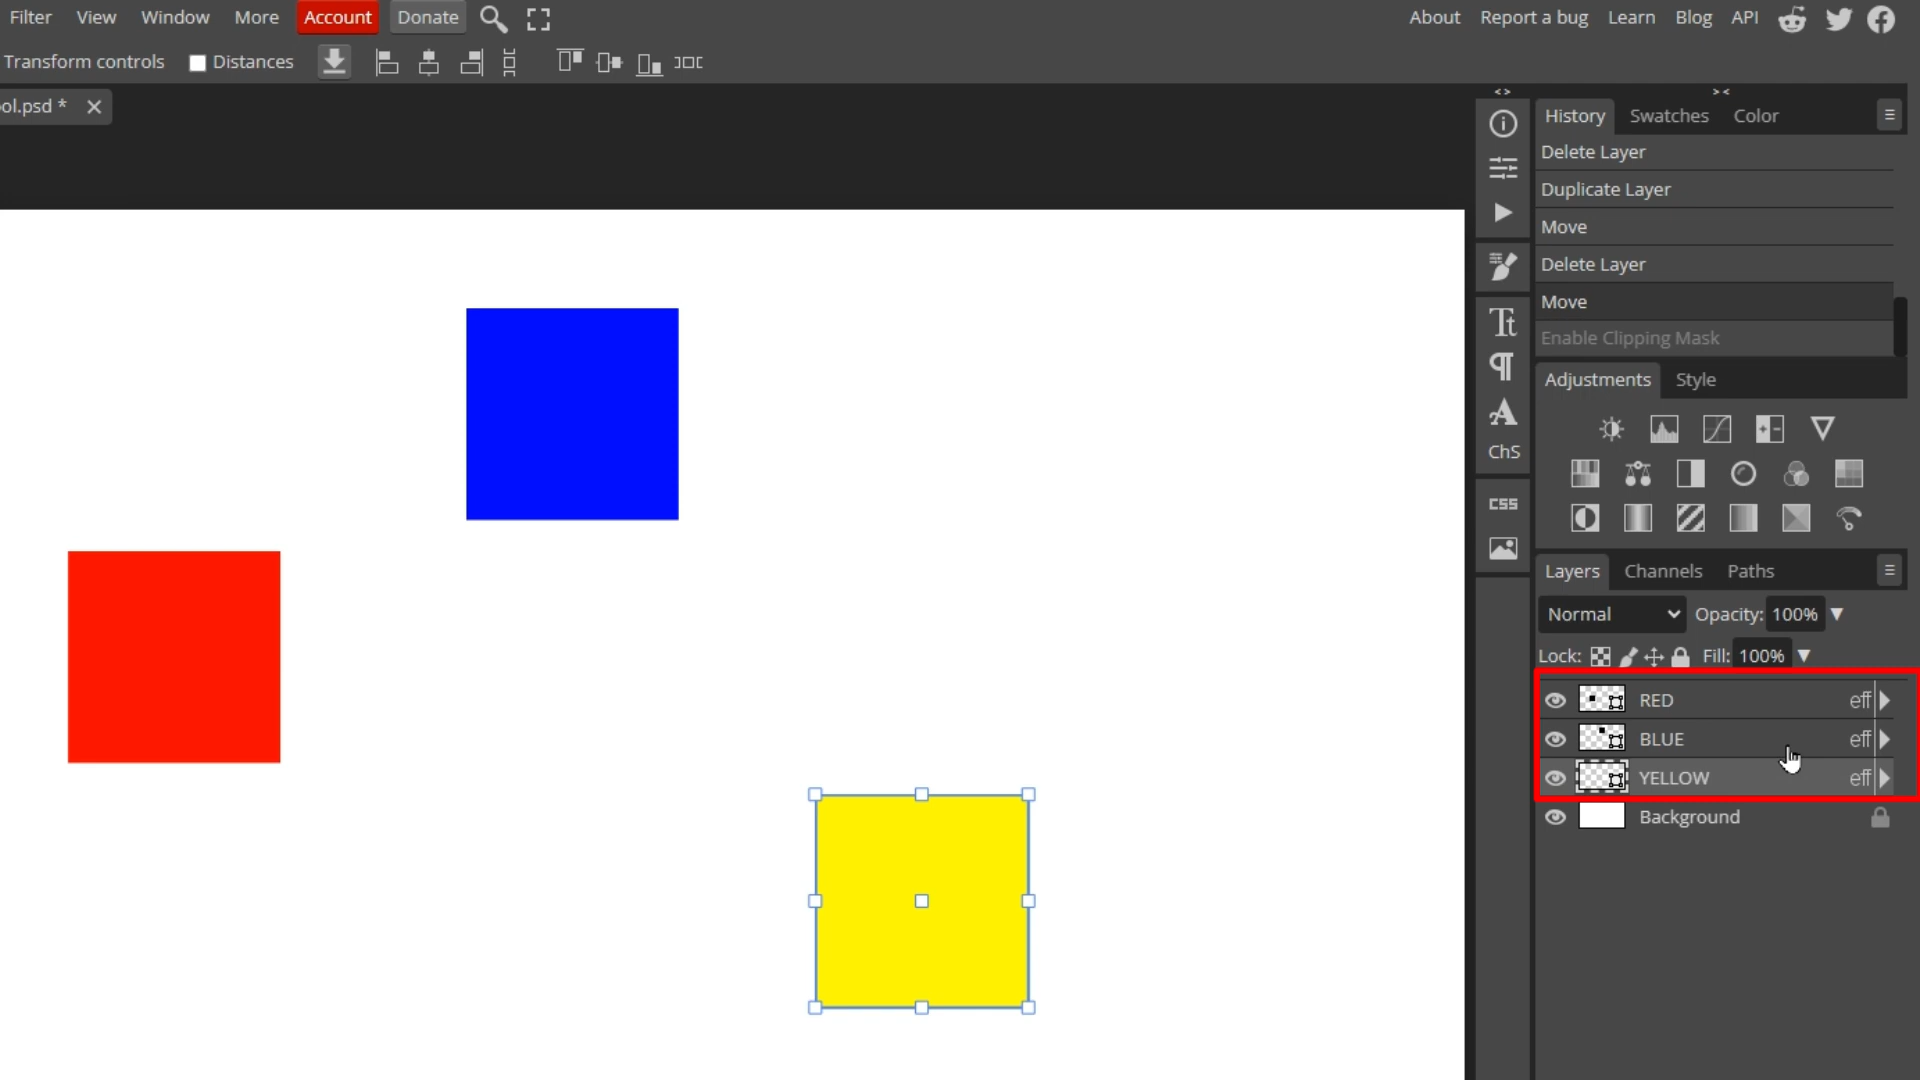 Filter View Window More Account Donate About Report a bug Learn Blog API
Transform controls Distances
ol.psd *
History Swatches Color
Delete Layer
Duplicate Layer
Move
Delete Layer
Move
Enable Clipping Mask
Adjustments Style
ChS
CSS
Layers Channels Paths
Normal Opacity: 100%
Lock: Fill: 100%
RED eff
BLUE eff
YELLOW eff
Background